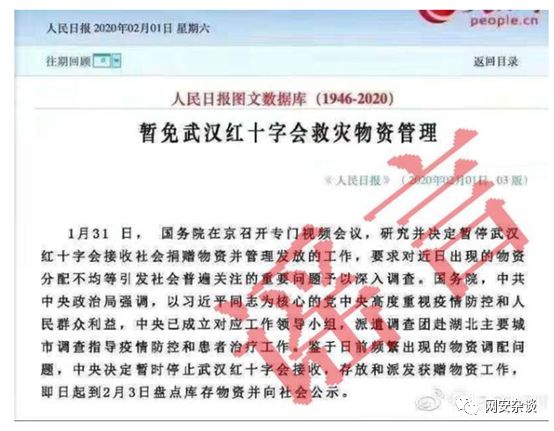 people.cn
人民日报 2020年02月01日 星期六
往期回顾
返回目录
人民日报图文数据库（1946-2020）
暂免武汉红十字会救灾物资管理
《人民日报》（2020年02月01日 .03 版）
1月31 日， 国务院在京召开专门视频会议，研究并决定暂停武汉
红十字会接收社会捐赠物资并管理发放的工作，要求对近日出现的物资
分配不均等引发社会普遍关注的重要问题予以深入调查。国务院，中共
中央政治局强调，以习近平同志为核心的党中央高度重视疫情防控和人
民群众利益，中央已成立对应工作领导小组，派遣调查团赴湖北主要城
市调查指导疫情防控和患者治疗工作。鉴于日前频繁出现的物资调配问
题，中央决定暂时停止武汉红十字会接收，存放和派发获赠物资工作，
即日起到2月3日盘点库存物资并向社会公示。
谣言
网安杂谈